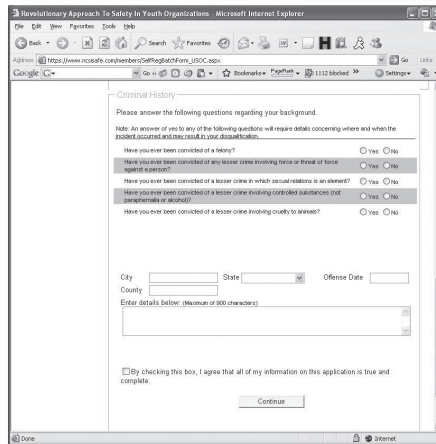 Revolutionary Approach To Safety In Youth Organizations - Microsoft Internet Explorer
File Edit View Favorites Tools Help
Back Search Favorites
Address https://www.ncsisafe.com/members/SelfRegBatchForm_USOC.aspx Go Links
Google G Go Bookmarks PageRank 1112 blocked Settings
Criminal History
Please answer the following questions regarding your background.
Note: An answer of yes to any of the following questions will require details concerning where and when the
incident occurred and may result in your disqualification.
Have you ever been convicted of a felony? Yes No
Have you ever been convicted of any lesser crime involving force or threat of force
against a person? Yes No
Have you ever been convicted of a lesser crime in which sexual relations is an element? Yes No
Have you ever been convicted of a lesser crime involving controlled substances (not
paraphernalia or alcohol)? Yes No
Have you ever been convicted of a lesser crime involving cruelty to animals? Yes No
City State Offense Date
County
Enter details below: (Maximum of 900 characters)
By checking this box, I agree that all of my information on this application is true and
complete.
Continue
Done Internet